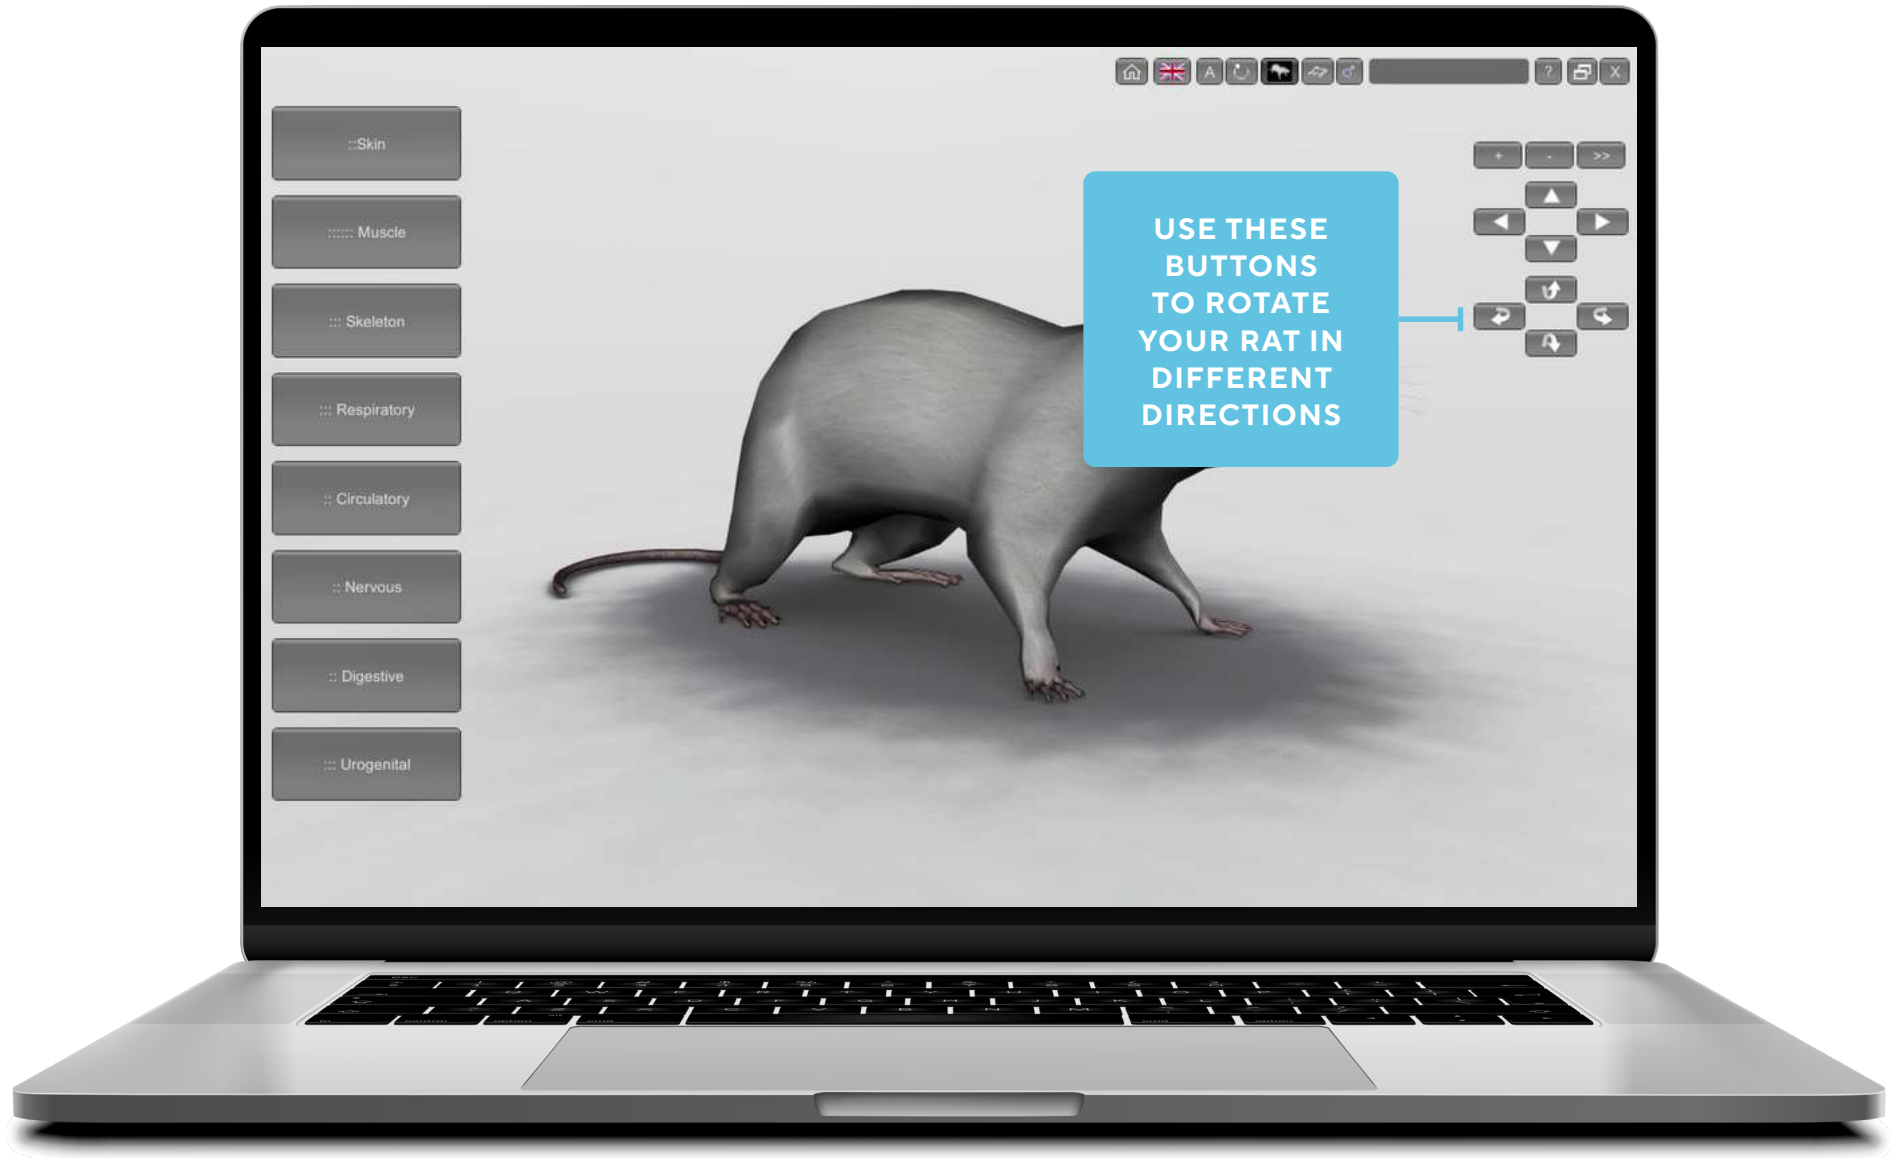 A
?
X
::Skin
:::::: Muscle
::: Skeleton
::: Respiratory
:: Circulatory
:: Nervous
:: Digestive
::: Urogenital
+
-
>>
USE THESE
BUTTONS
TO ROTATE
YOUR RAT IN
DIFFERENT
DIRECTIONS